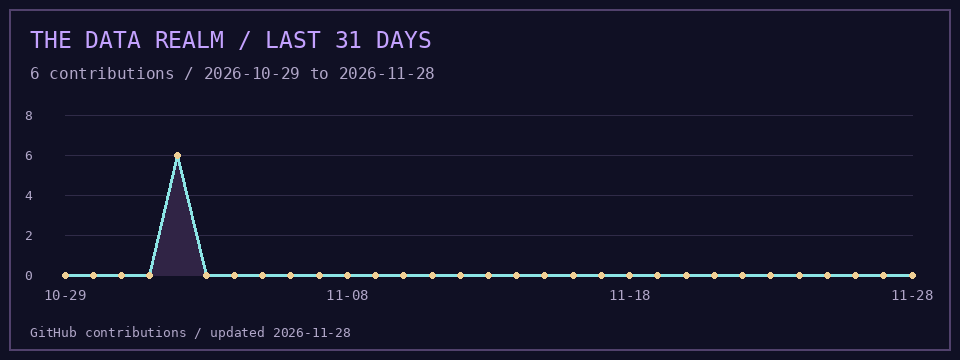 THE DATA REALM / LAST 31 DAYS
6 contributions / 2026-10-29 to 2026-11-28
8
6
4
2
0
10-29 11-08 11-18 11-28
GitHub contributions / updated 2026-11-28